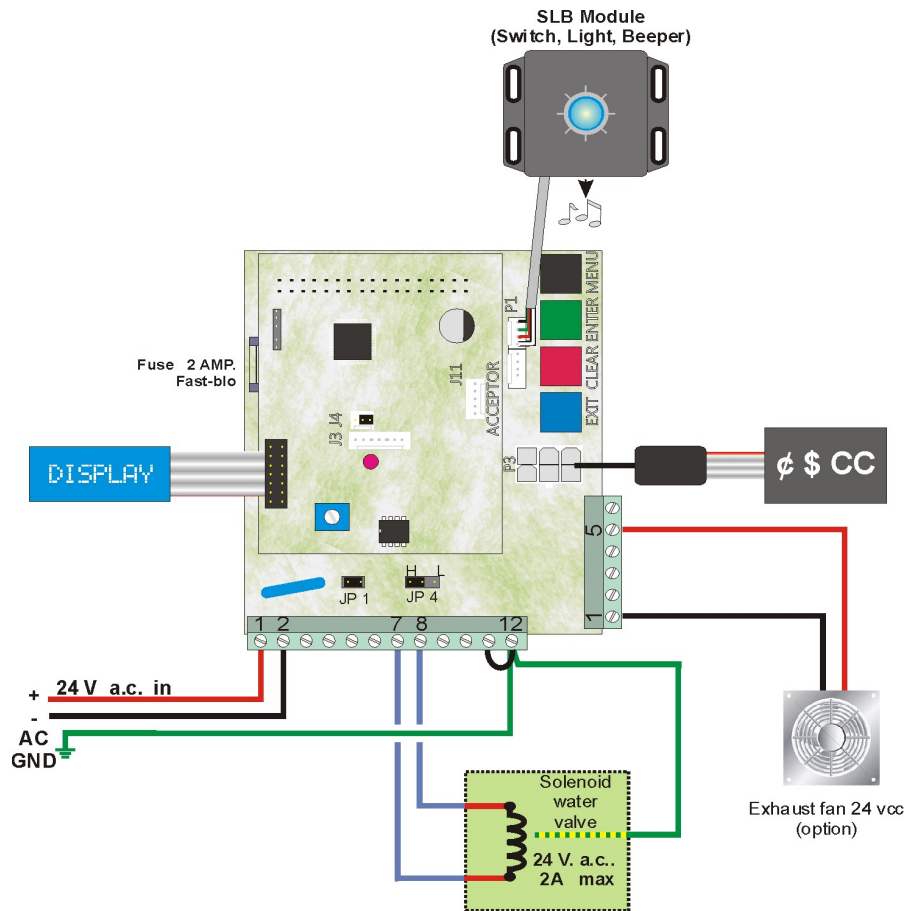 SLB Module
(Switch, Light, Beeper)
P1
EXIT CLEAR ENTER MENU
Fuse 2 AMP.
Fast-blo
J11
ACCEPTOR
J3 J4
DISPLAY
P3
¢ $ CC
5
1
H L
JP 1
JP 4
1 2 7 8 12
+ 24 V a.c. in
-
AC
GND
Solenoid
water
valve
24 V. a.c..
2A max
Exhaust fan 24 vcc
(option)